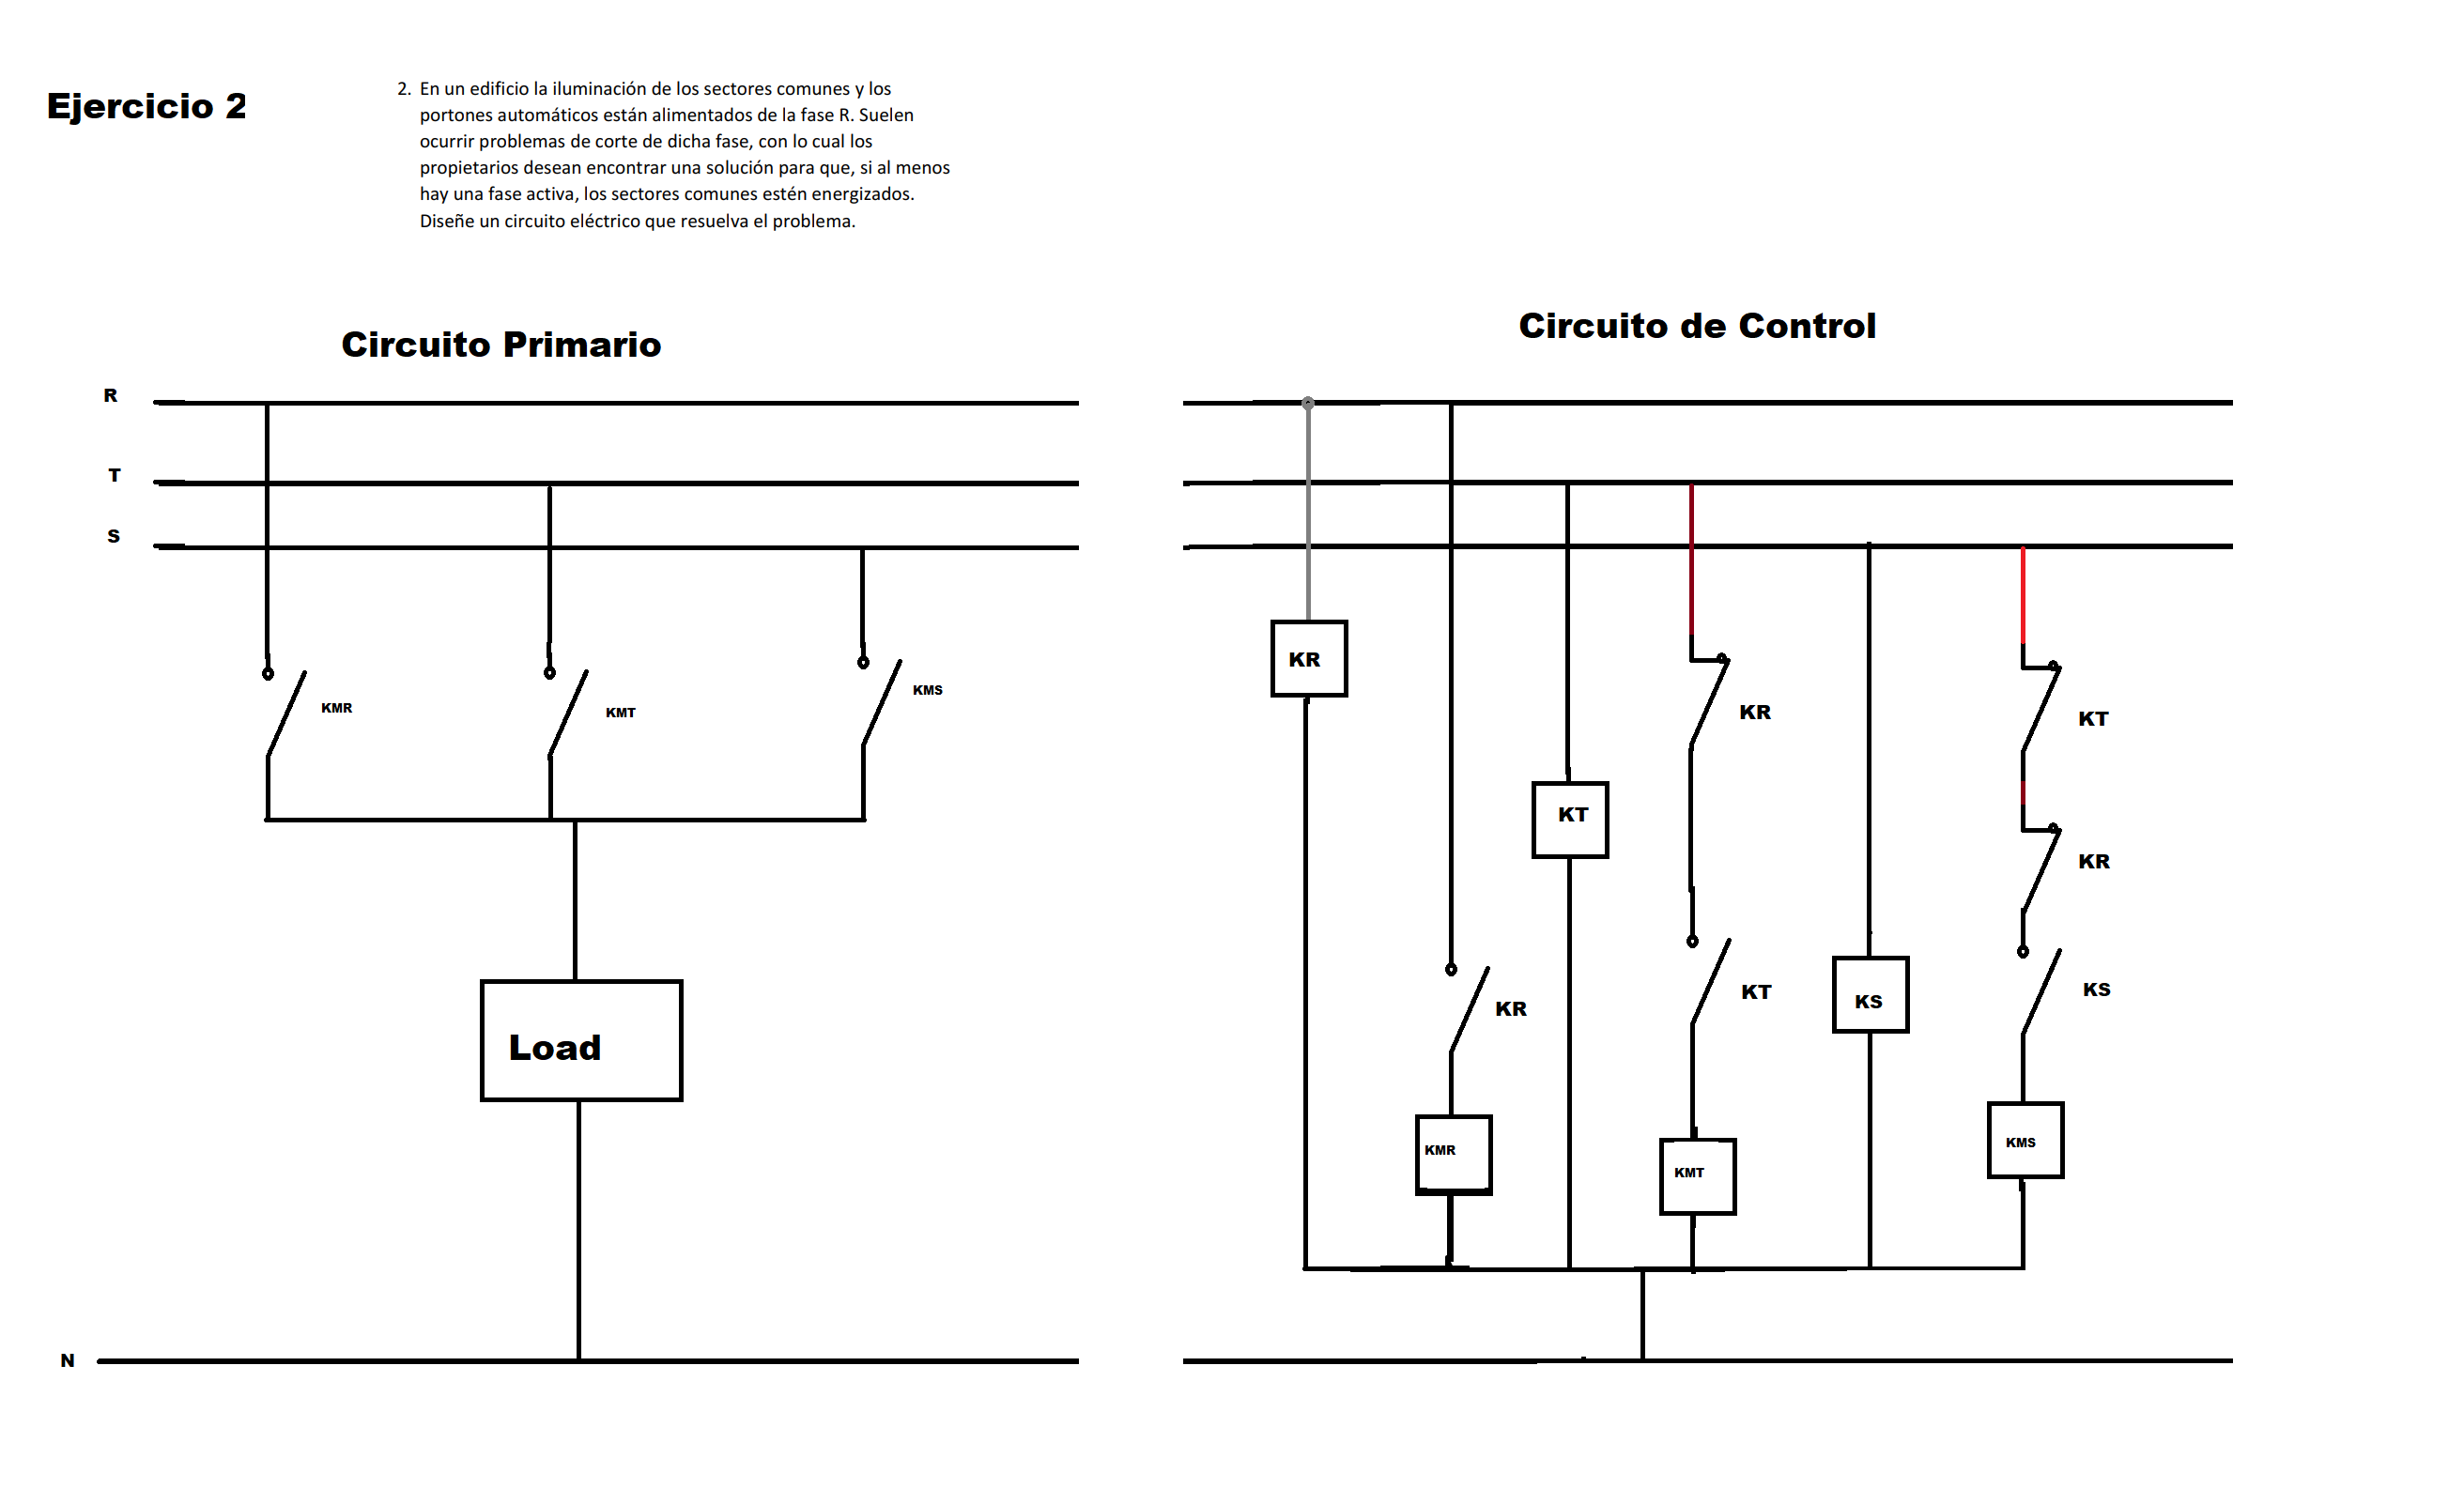 Ejercicio 2
2. En un edificio la iluminación de los sectores comunes y los
portones automáticos están alimentados de la fase R. Suelen
ocurrir problemas de corte de dicha fase, con lo cual los
propietarios desean encontrar una solución para que, si al menos
hay una fase activa, los sectores comunes estén energizados.
Diseñe un circuito eléctrico que resuelva el problema.
Circuito Primario
Circuito de Control
R
T
S
KMR
KMT
KMS
Load
N
KR
KR
KMR
KT
KR
KT
KMT
KS
KT
KR
KS
KMS